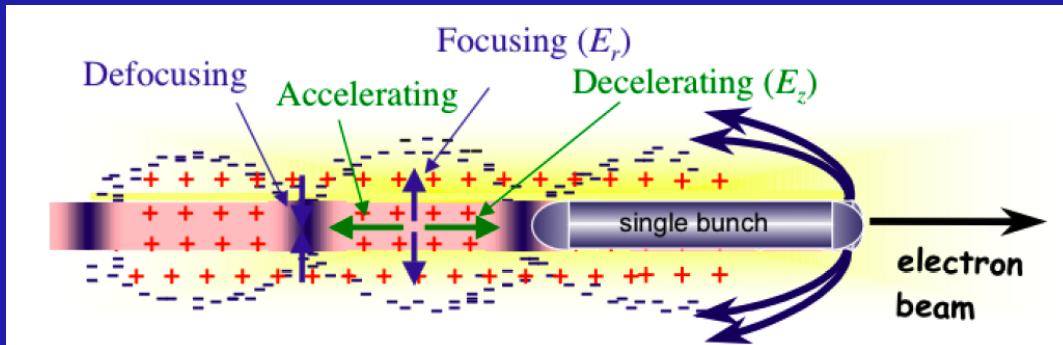 Focusing (E_r)
Defocusing
Decelerating (E_z)
Accelerating
single bunch
electron
beam